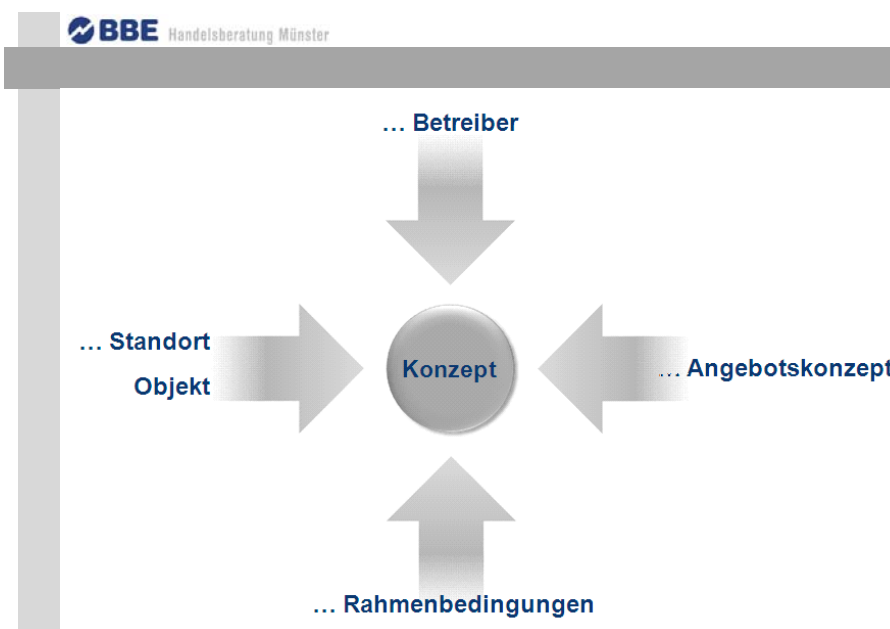 BBE Handelsberatung Münster
… Betreiber
… Standort
Objekt
Konzept
… Angebotskonzept
… Rahmenbedingungen